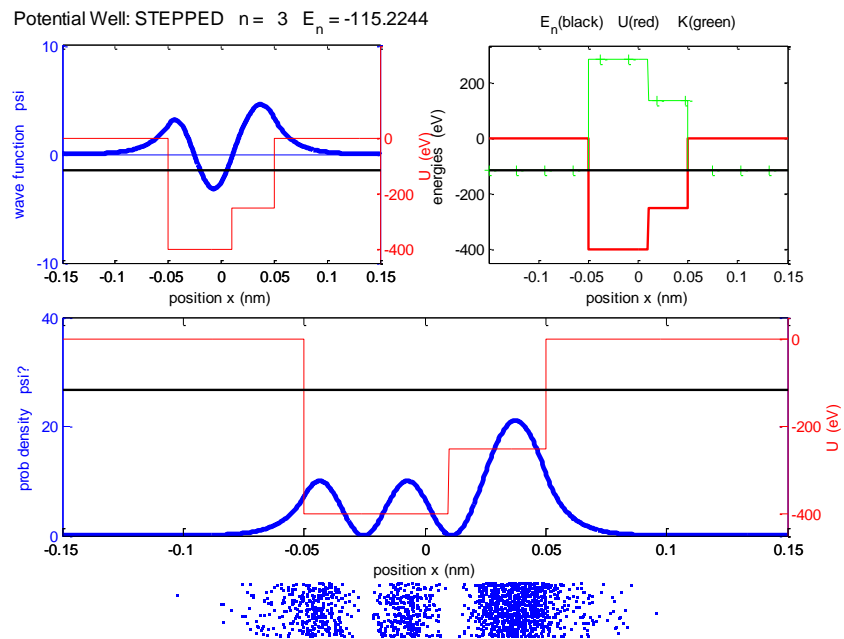 Potential Well: STEPPED n = 3 E_n = -115.2244
E_n(black) U(red) K(green)
wave function psi
10
0
-10
-0.15 -0.1 -0.05 0 0.05 0.1 0.15
position x (nm)
0
-200
-400
U (eV)
energies (eV)
200
0
-200
-400
-0.1 -0.05 0 0.05 0.1 0.15
position x (nm)
prob density psi?
40
20
0
-0.15 -0.1 -0.05 0 0.05 0.1 0.15
position x (nm)
0
-200
-400
U (eV)